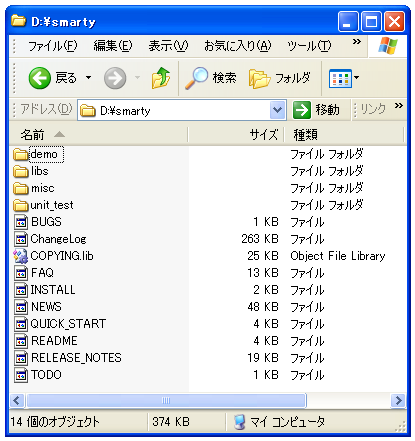 D:¥smarty
ファイル(F) 編集(E) 表示(V) お気に入り(A) ツール(T) »
戻る 検索 フォルダ
アドレス(D) D:¥smarty 移動 リンク »
名前 サイズ 種類
demo ファイル フォルダ
libs ファイル フォルダ
misc ファイル フォルダ
unit_test ファイル フォルダ
BUGS 1 KB ファイル
ChangeLog 263 KB ファイル
COPYING.lib 25 KB Object File Library
FAQ 13 KB ファイル
INSTALL 2 KB ファイル
NEWS 48 KB ファイル
QUICK_START 4 KB ファイル
README 4 KB ファイル
RELEASE_NOTES 19 KB ファイル
TODO 1 KB ファイル
14 個のオブジェクト 374 KB マイ コンピュータ